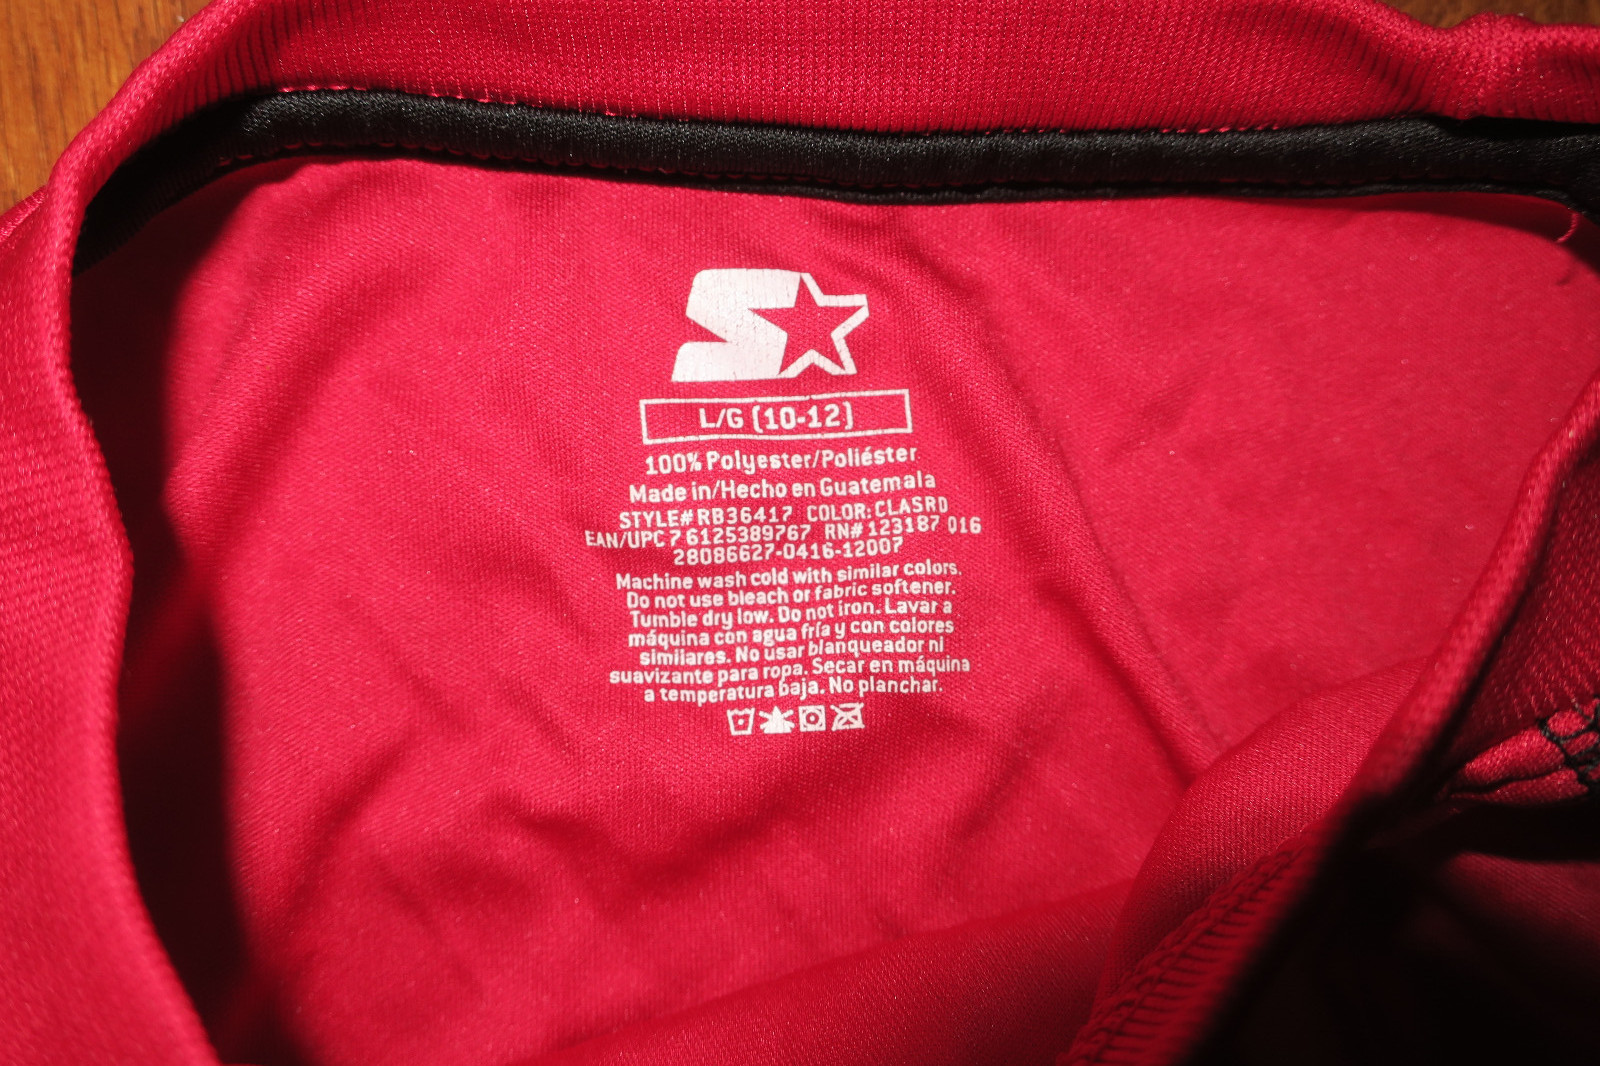 L/G (10-12)
100% Polyester/Poliéster
Made in/Hecho en Guatemala
STYLE# RB36417 COLOR: CLASRD
EAN/UPC 7 6125389767 RN# 123187 016
28086627-0416-12007
Machine wash cold with similar colors.
Do not use bleach or fabric softener.
Tumble dry low. Do not iron. Lavar a
máquina con agua fría y con colores
similares. No usar blanqueador ni
suavizante para ropa. Secar en máquina
a temperatura baja. No planchar.